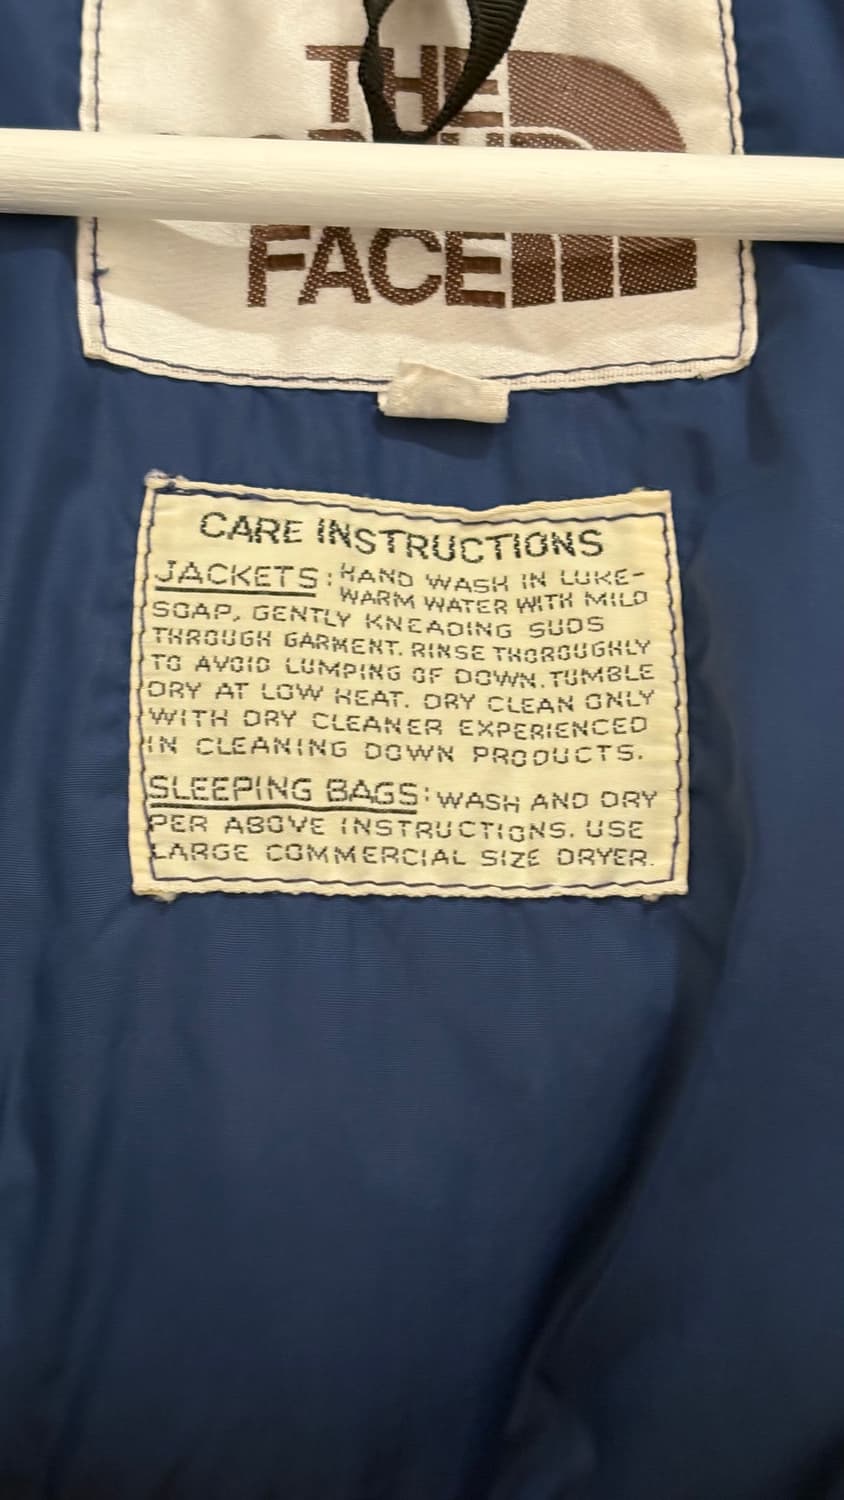 THE
FACE
CARE INSTRUCTIONS
JACKETS: HAND WASH IN LUKE-
WARM WATER WITH MILD
SOAP, GENTLY KNEADING SUDS
THROUGH GARMENT. RINSE THOROUGHLY
TO AVOID LUMPING OF DOWN. TUMBLE
DRY AT LOW HEAT. DRY CLEAN ONLY
WITH DRY CLEANER EXPERIENCED
IN CLEANING DOWN PRODUCTS.
SLEEPING BAGS: WASH AND DRY
PER ABOVE INSTRUCTIONS. USE
LARGE COMMERCIAL SIZE DRYER.